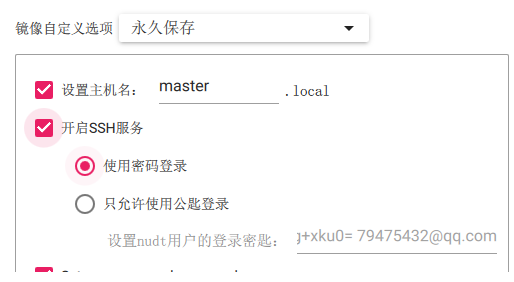 镜像自定义选项 永久保存
设置主机名： master .local
开启SSH服务
使用密码登录
只允许使用公匙登录
设置nudt用户的登录密匙： g+xku0= 79475432@qq.com